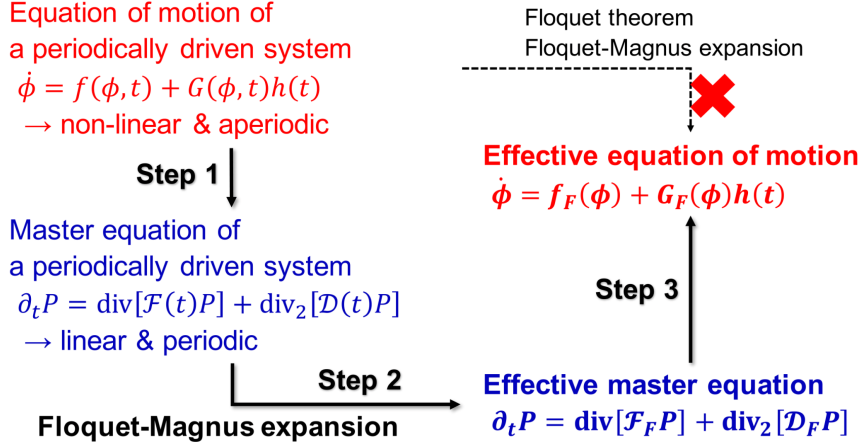 Equation of motion of
a periodically driven system
ϕ̇ = f(ϕ, t) + G(ϕ, t)h(t)
→ non-linear & aperiodic
Step 1
Master equation of
a periodically driven system
∂ₜP = div[ℱ(t)P] + div₂[𝒟(t)P]
→ linear & periodic
Step 2
Floquet-Magnus expansion
Effective master equation
∂ₜP = div[ℱ_F P] + div₂[𝒟_F P]
Step 3
Effective equation of motion
ϕ̇ = f_F(ϕ) + G_F(ϕ)h(t)
Floquet theorem
Floquet-Magnus expansion